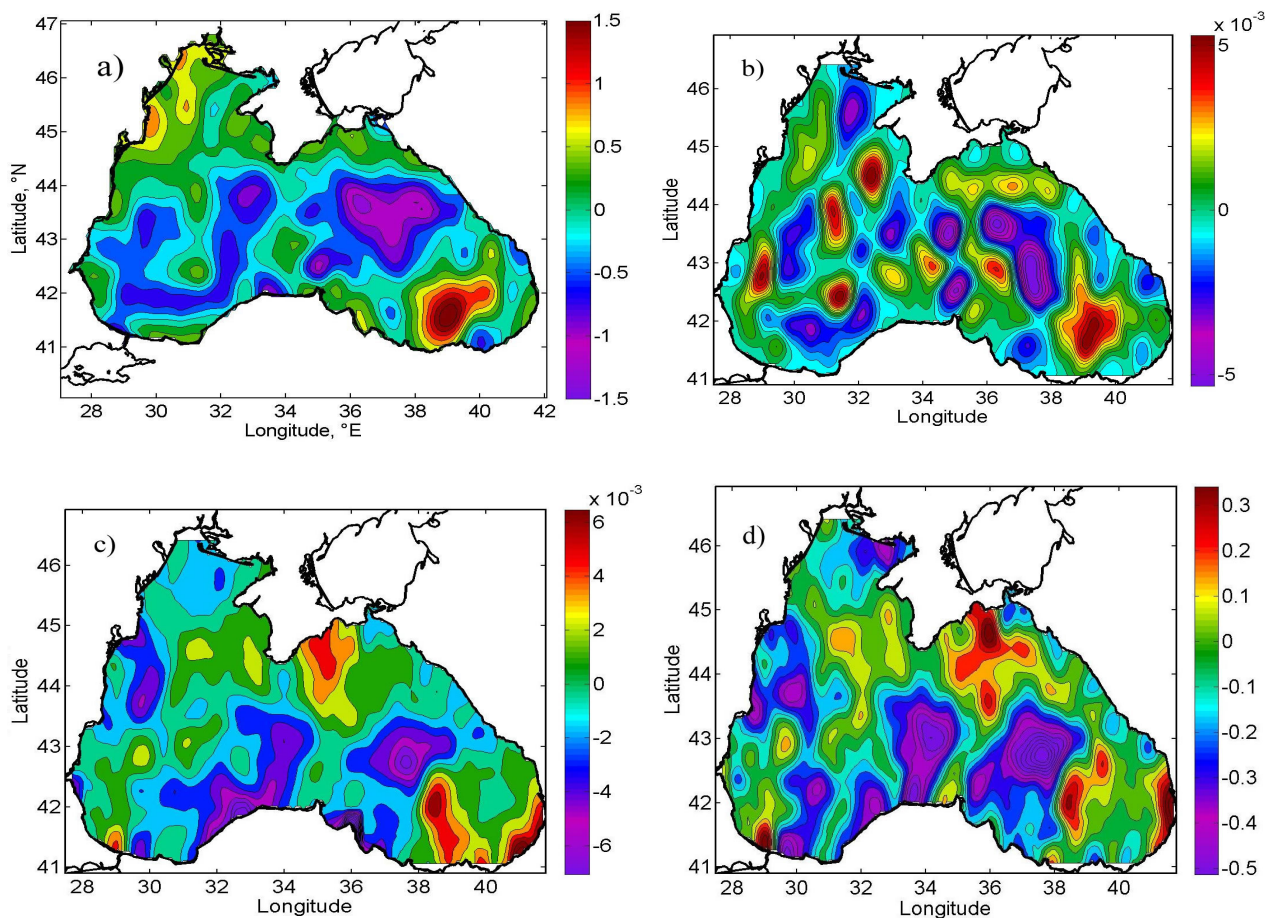 a)
47
46
45
44
43
42
41
Latitude, °N
28 30 32 34 36 38 40 42
Longitude, °E
1.5
1
0.5
0
-0.5
-1
-1.5
b)
46
45
44
43
42
41
Latitude
28 30 32 34 36 38 40
Longitude
x 10-3
5
0
-5
c)
46
45
44
43
42
41
Latitude
28 30 32 34 36 38 40
Longitude
x 10-3
6
4
2
0
-2
-4
-6
d)
46
45
44
43
42
41
Latitude
28 30 32 34 36 38 40
Longitude
0.3
0.2
0.1
0
-0.1
-0.2
-0.3
-0.4
-0.5